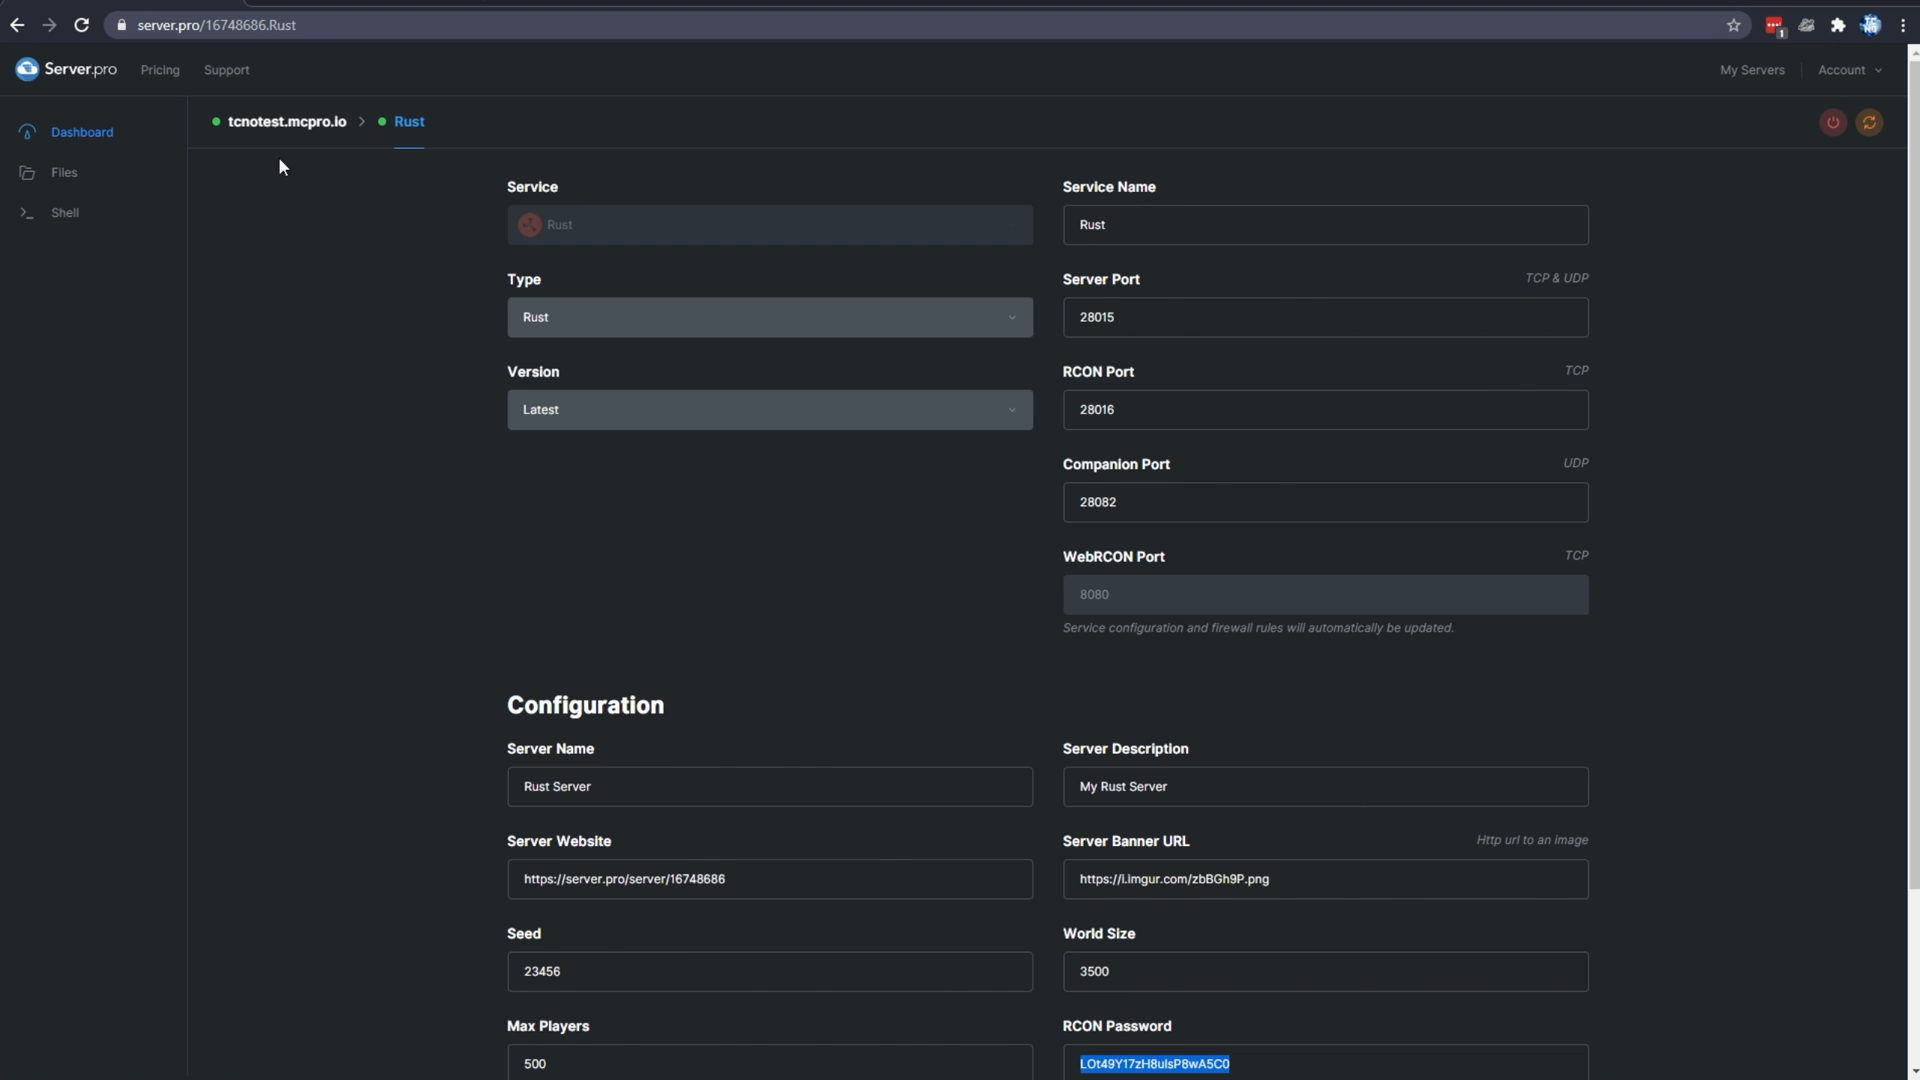 server.pro/16748686.Rust
1
Server.pro
Pricing
Support
My Servers
Account
Dashboard
Files
Shell
tcnotest.mcpro.io > Rust
Service
Rust
Service Name
Rust
Type
Rust
Server Port
TCP & UDP
28015
Version
Latest
RCON Port
TCP
28016
Companion Port
UDP
28082
WebRCON Port
TCP
8080
Service configuration and firewall rules will automatically be updated.
Configuration
Server Name
Rust Server
Server Description
My Rust Server
Server Website
https://server.pro/server/16748686
Server Banner URL
Http url to an image
https://i.imgur.com/zbBGh9P.png
Seed
23456
World Size
3500
Max Players
500
RCON Password
LOt49Y17zH8ulsP8wA5C0